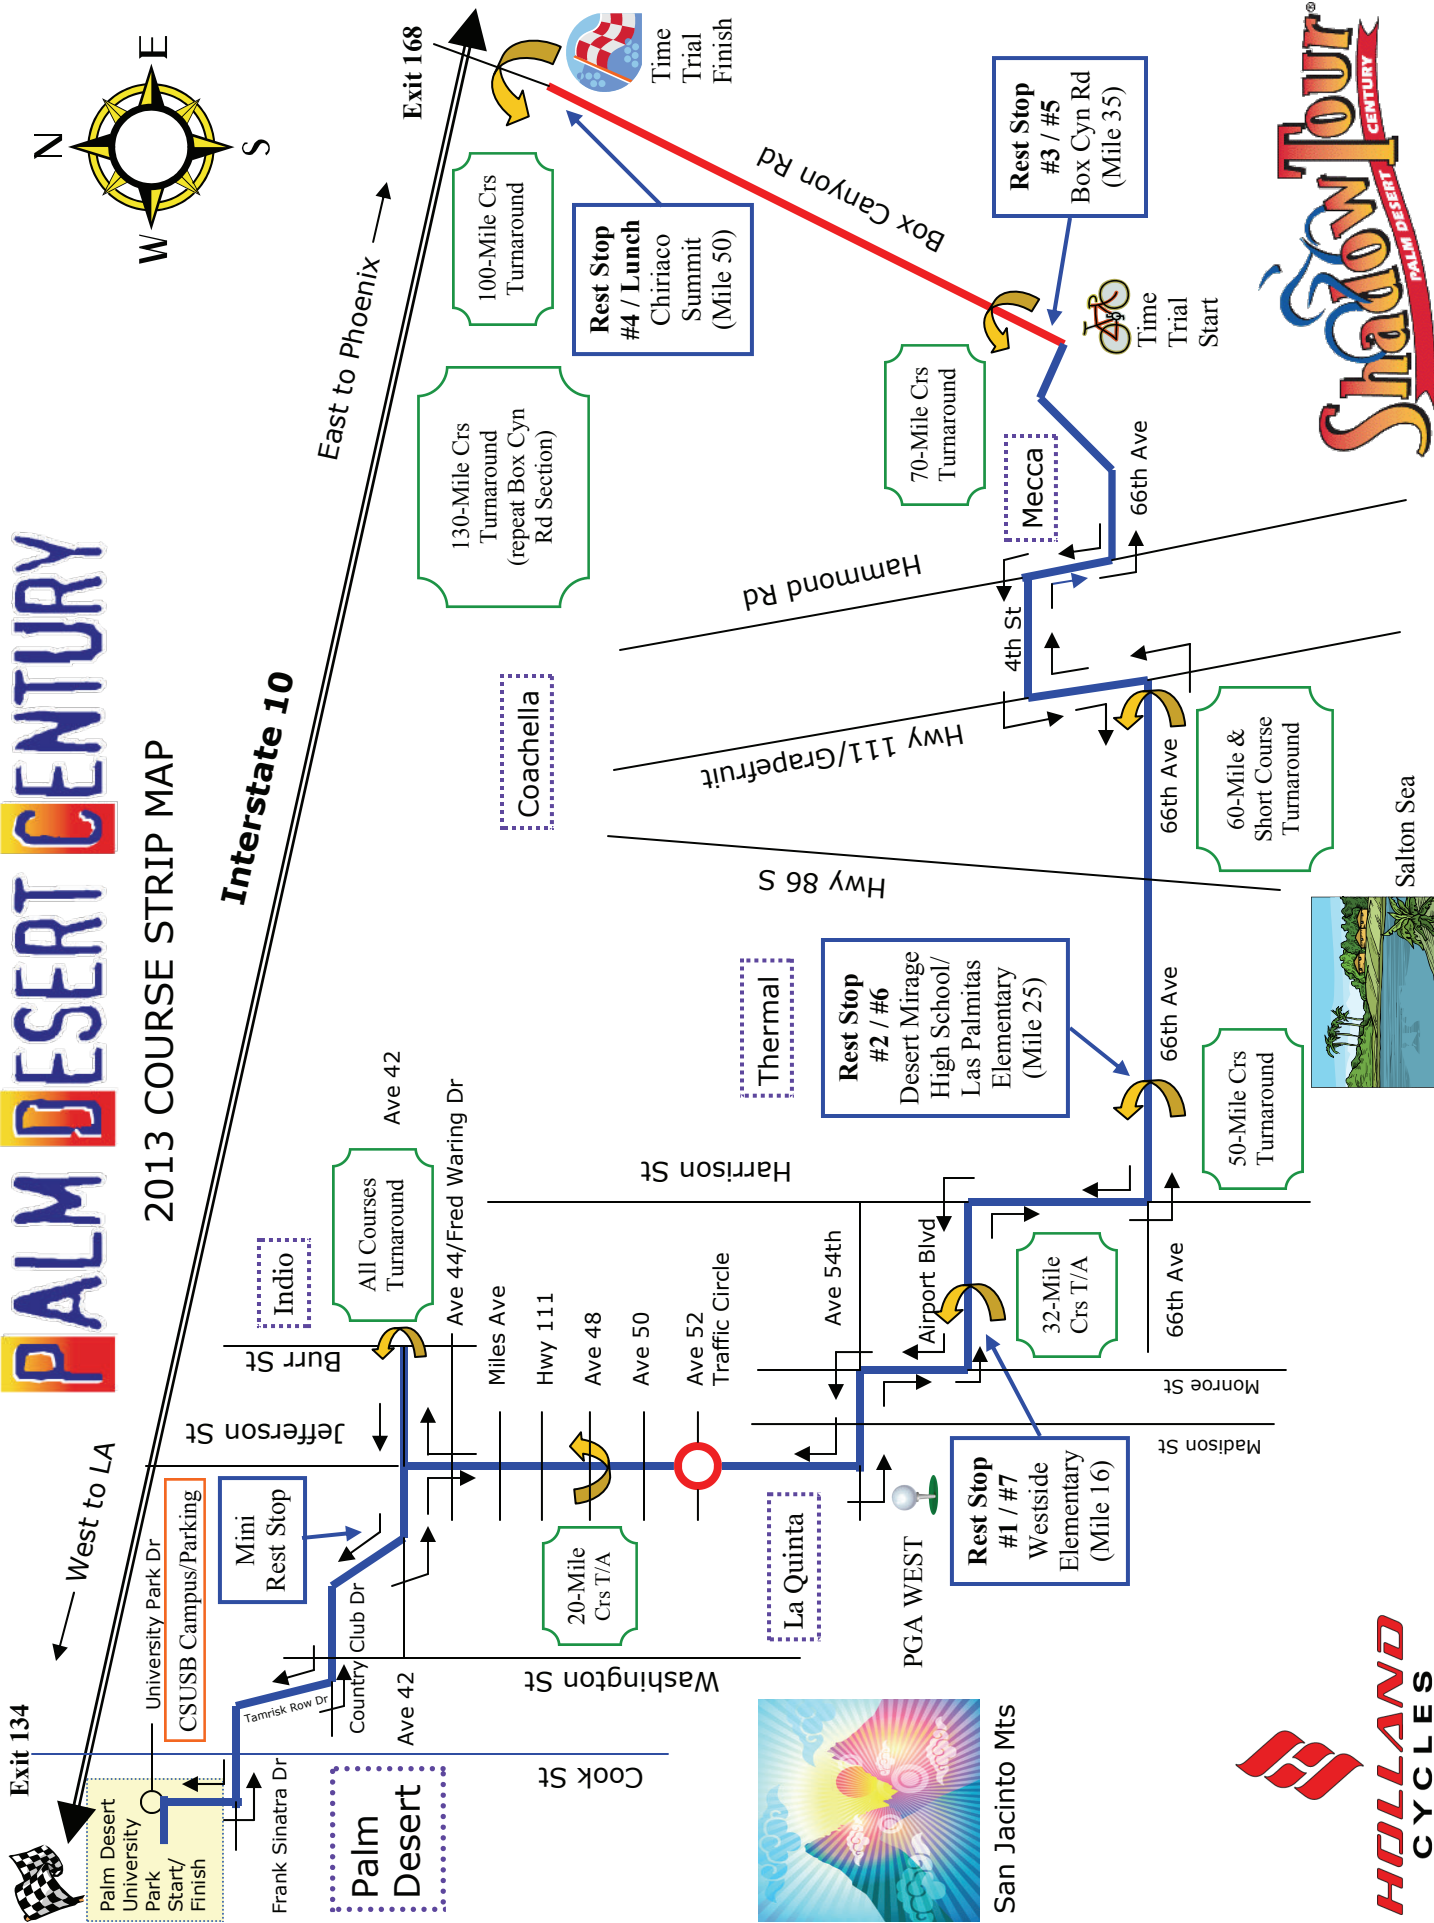 PALM DESERT CENTURY
2013 COURSE STRIP MAP
N
E
S
W
Exit 134
West to LA
Interstate 10
East to Phoenix
Exit 168
Palm Desert
University
Park
Start/
Finish
University Park Dr
CSUSB Campus/Parking
Frank Sinatra Dr
Tamrisk Row Dr
Country Club Dr
Ave 42
Cook St
Washington St
Palm
Desert
Mini
Rest Stop
Jefferson St
Burr St
Indio
All Courses
Turnaround
Ave 42
Ave 44/Fred Waring Dr
Miles Ave
Hwy 111
Ave 48
Ave 50
Ave 52
Traffic Circle
20-Mile
Crs T/A
La Quinta
PGA WEST
San Jacinto Mts
Ave 54th
Airport Blvd
Monroe St
Madison St
Harrison St
Rest Stop
#1 / #7
Westside
Elementary
(Mile 16)
32-Mile
Crs T/A
66th Ave
Thermal
Rest Stop
#2 / #6
Desert Mirage
High School/
Las Palmitas
Elementary
(Mile 25)
50-Mile Crs
Turnaround
66th Ave
Hwy 86 S
Coachella
Hwy 111/Grapefruit
66th Ave
60-Mile &
Short Course
Turnaround
Salton Sea
4th St
Hammond Rd
Mecca
66th Ave
70-Mile Crs
Turnaround
130-Mile Crs
Turnaround
(repeat Box Cyn
Rd Section)
100-Mile Crs
Turnaround
Rest Stop
#4 / Lunch
Chiriaco
Summit
(Mile 50)
Box Canyon Rd
Rest Stop
#3 / #5
Box Cyn Rd
(Mile 35)
Time
Trial
Start
Time
Trial
Finish
HOLLAND
CYCLES
Shadow Tour®
PALM DESERT CENTURY